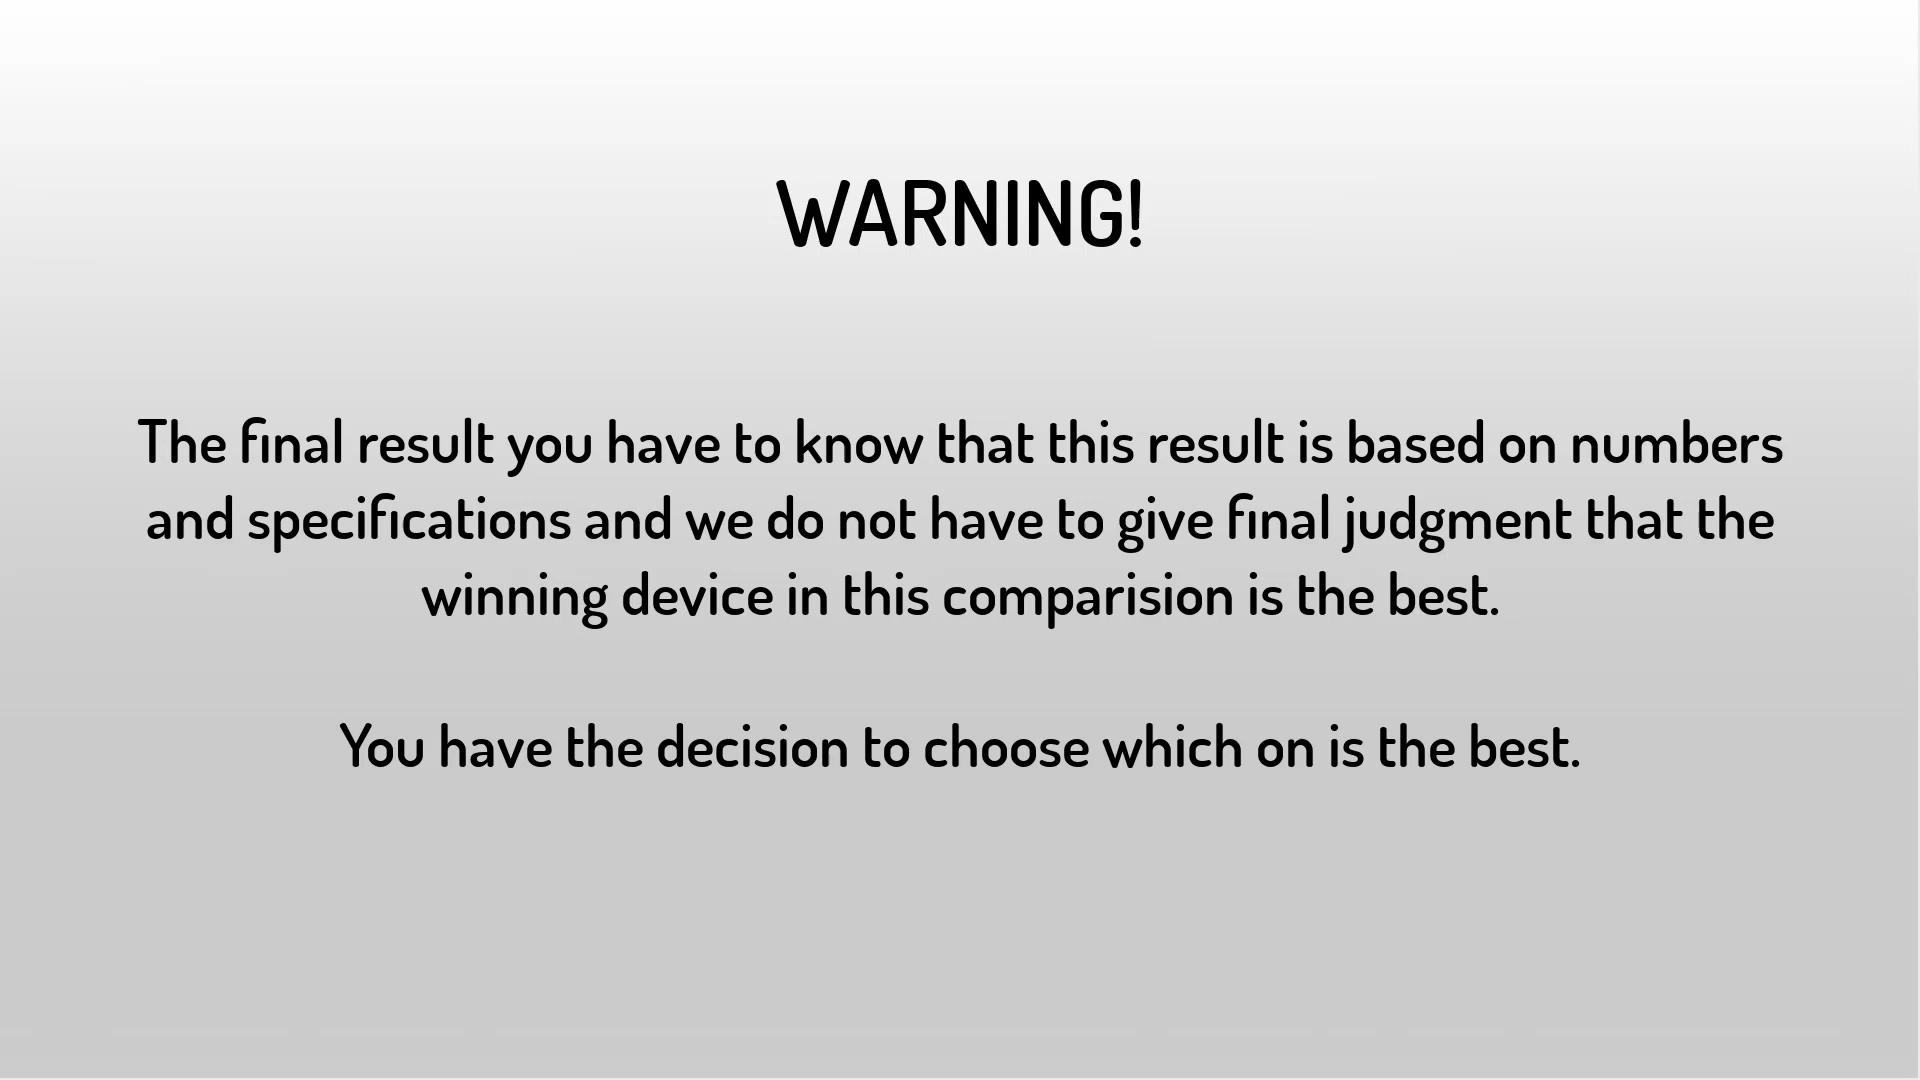 WARNING!
The final result you have to know that this result is based on numbers
and specifications and we do not have to give final judgment that the
winning device in this comparision is the best.
You have the decision to choose which on is the best.